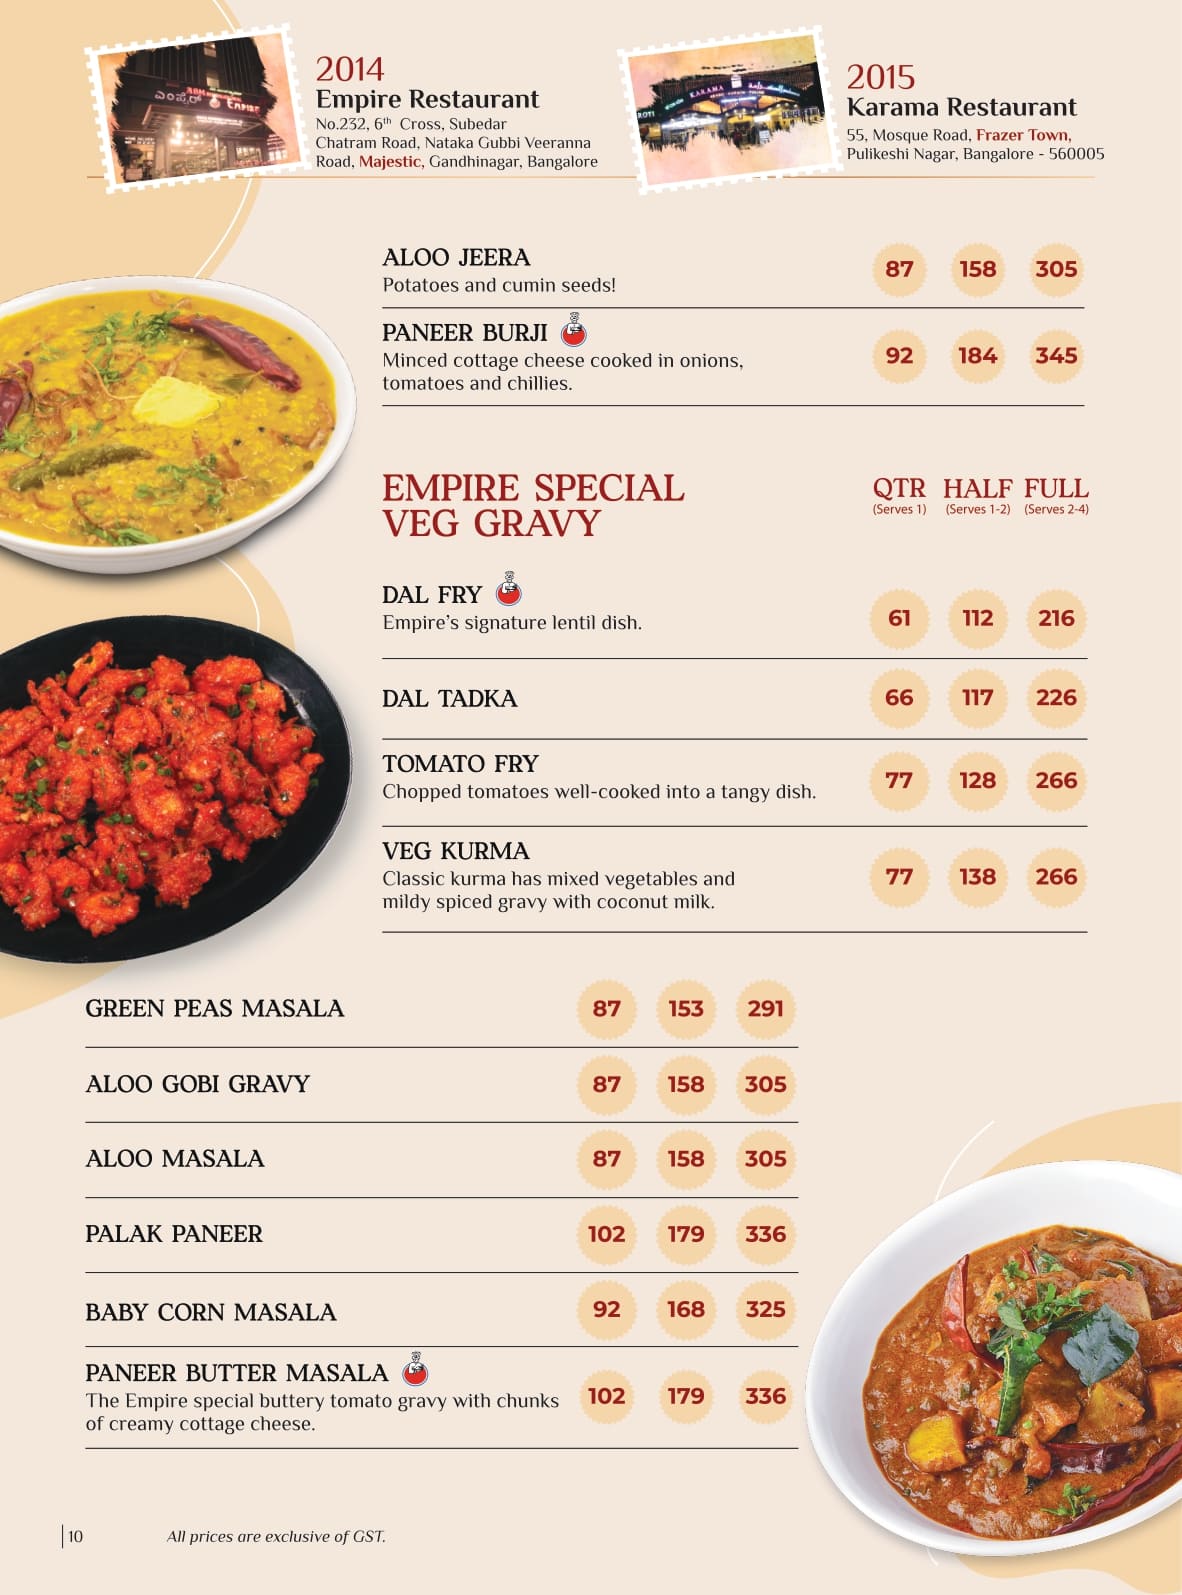 2014
Empire Restaurant
No.232, 6th Cross, Subedar
Chatram Road, Nataka Gubbi Veeranna
Road, Majestic, Gandhinagar, Bangalore
ಎಂಪೈರ್ EMPIRE
2015
Karama Restaurant
55, Mosque Road, Frazer Town,
Pulikeshi Nagar, Bangalore - 560005
KARAMA
ROTI
ALOO JEERA 87 158 305
Potatoes and cumin seeds!
PANEER BURJI 92 184 345
Minced cottage cheese cooked in onions,
tomatoes and chillies.
EMPIRE SPECIAL
VEG GRAVY
QTR HALF FULL
(Serves 1) (Serves 1-2) (Serves 2-4)
DAL FRY 61 112 216
Empire’s signature lentil dish.
DAL TADKA 66 117 226
TOMATO FRY 77 128 266
Chopped tomatoes well-cooked into a tangy dish.
VEG KURMA 77 138 266
Classic kurma has mixed vegetables and
mildy spiced gravy with coconut milk.
GREEN PEAS MASALA 87 153 291
ALOO GOBI GRAVY 87 158 305
ALOO MASALA 87 158 305
PALAK PANEER 102 179 336
BABY CORN MASALA 92 168 325
PANEER BUTTER MASALA 102 179 336
The Empire special buttery tomato gravy with chunks
of creamy cottage cheese.
10 All prices are exclusive of GST.